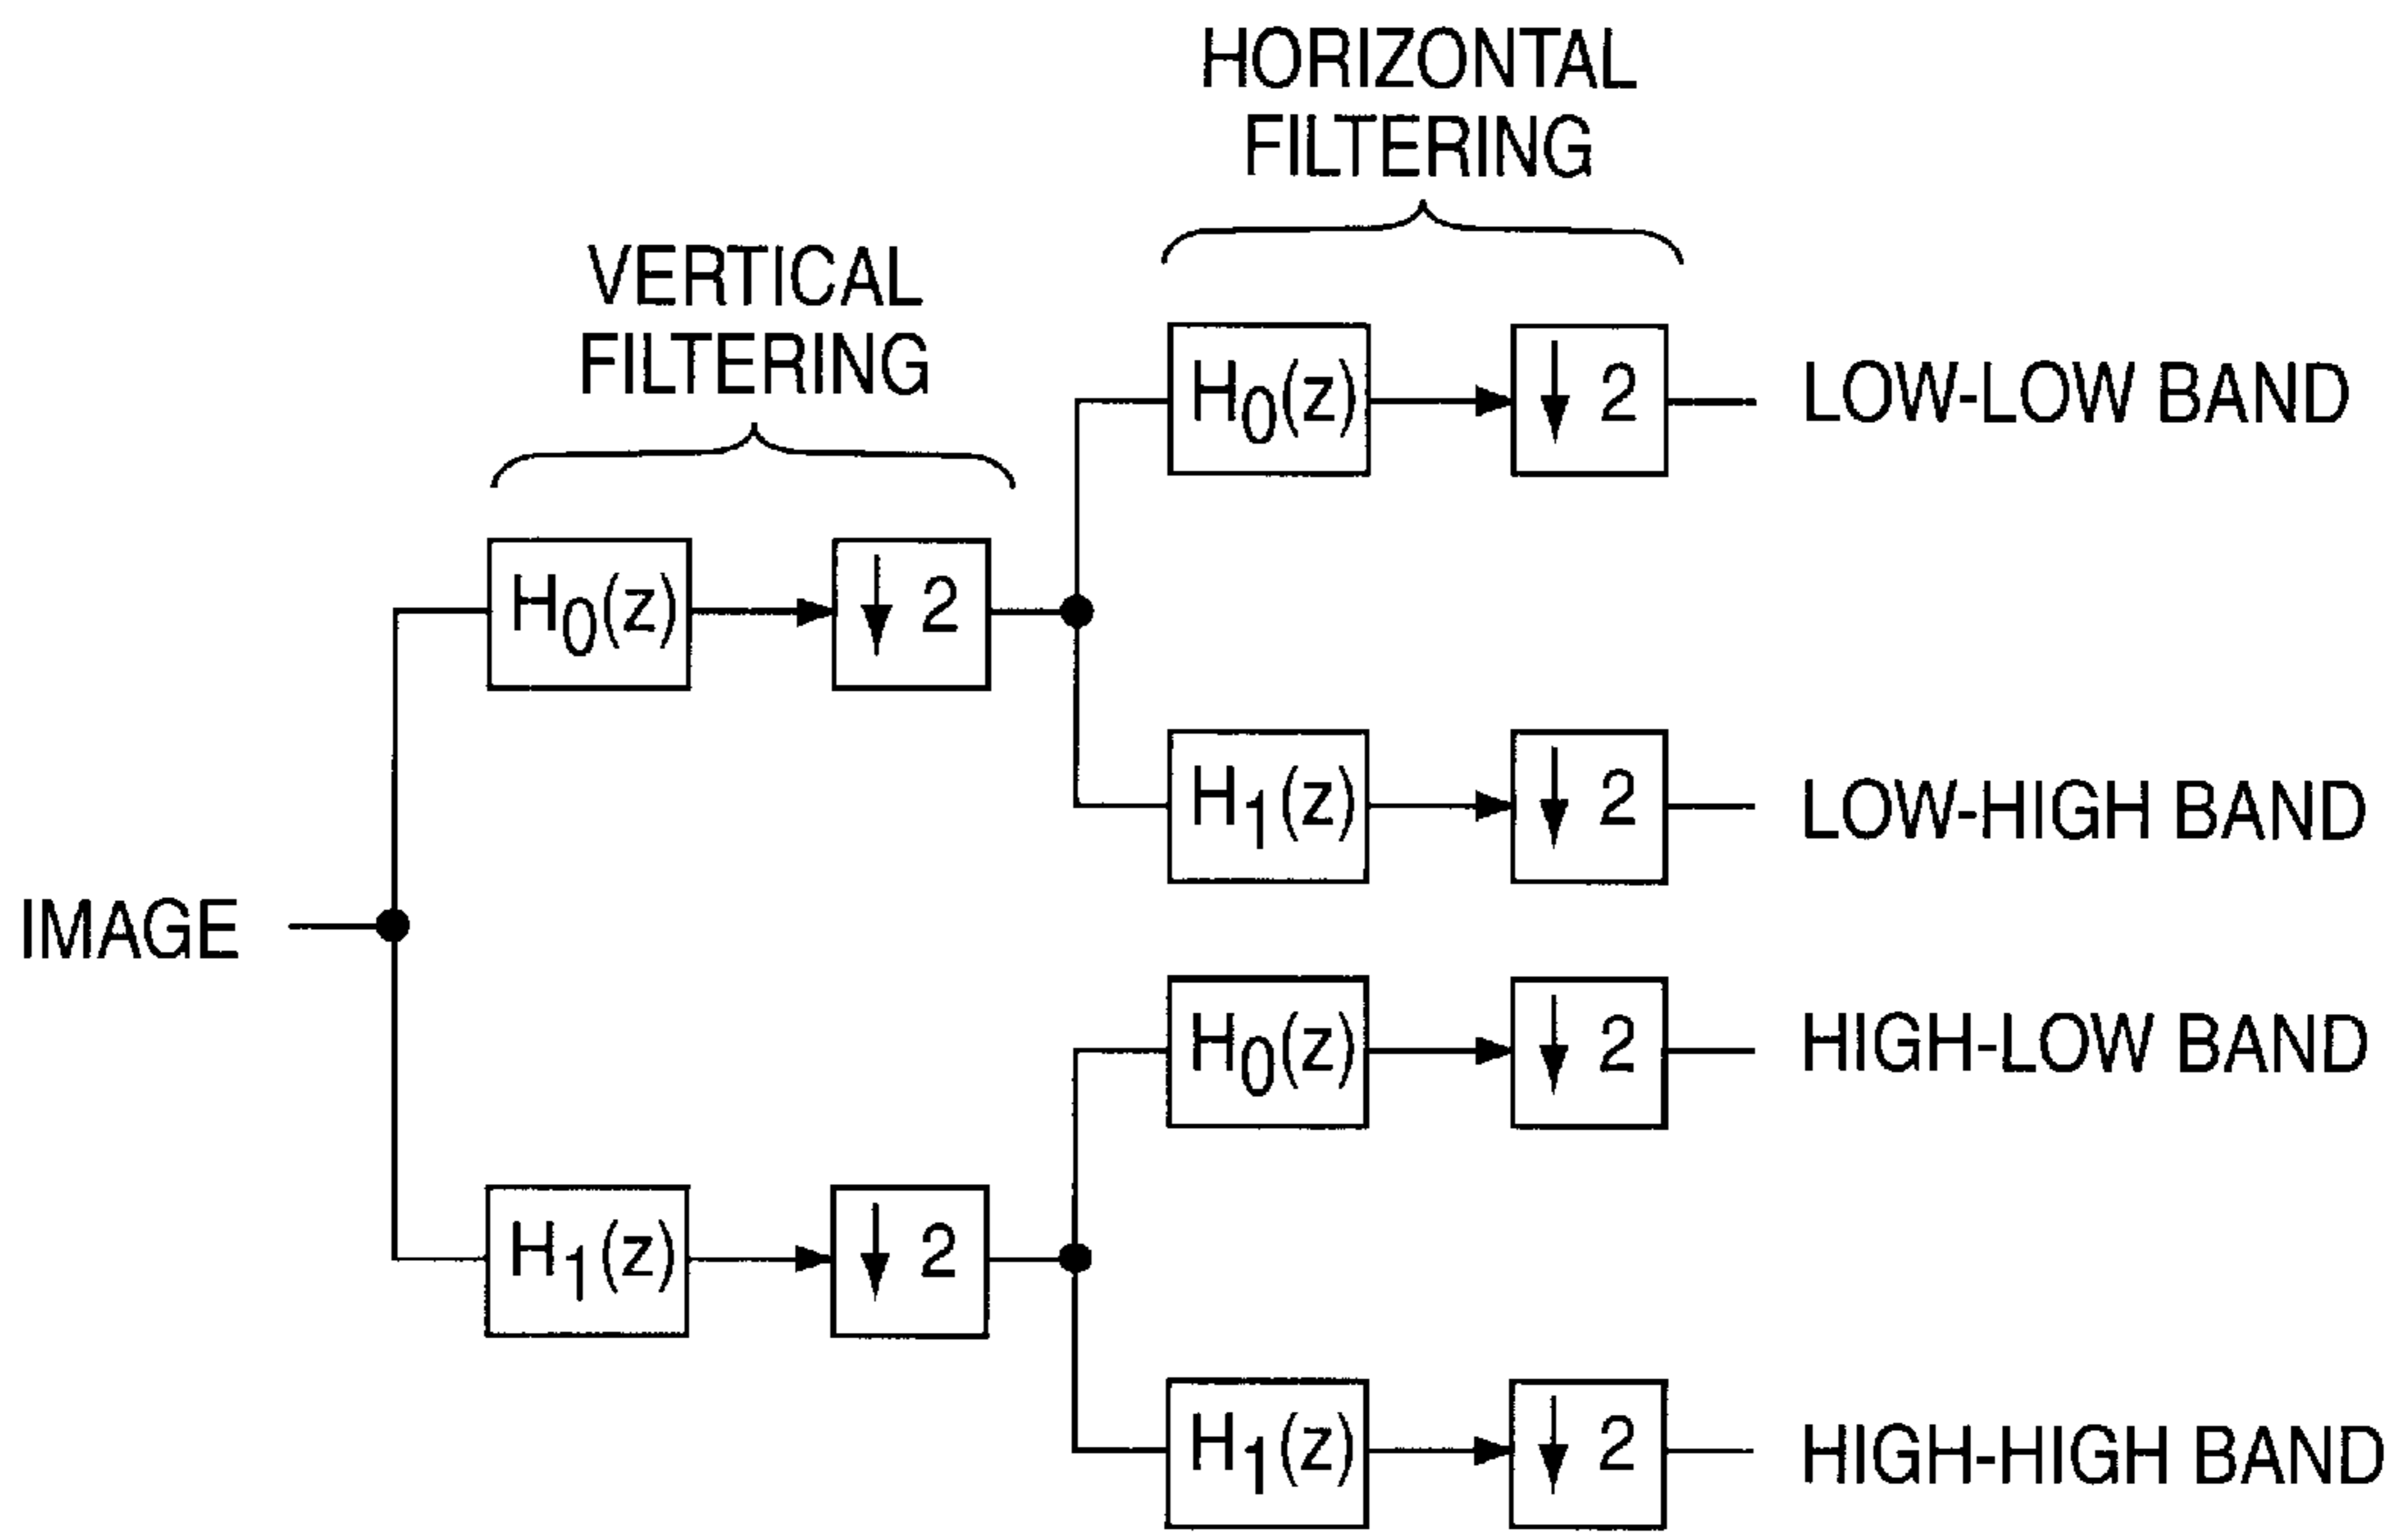 HORIZONTAL
FILTERING
VERTICAL
FILTERING
H0(z) ↓ 2 LOW-LOW BAND
H0(z) ↓ 2
H1(z) ↓ 2 LOW-HIGH BAND
IMAGE
H0(z) ↓ 2 HIGH-LOW BAND
H1(z) ↓ 2
H1(z) ↓ 2 HIGH-HIGH BAND